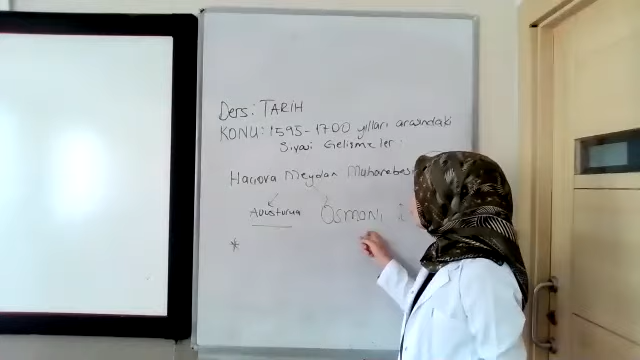 Ders: TARİH
KONU: 1595-1700 yılları arasındaki
Siyasi Gelişmeler:
Haçova Meydan Muharebesi
Avusturya Osmanlı
*